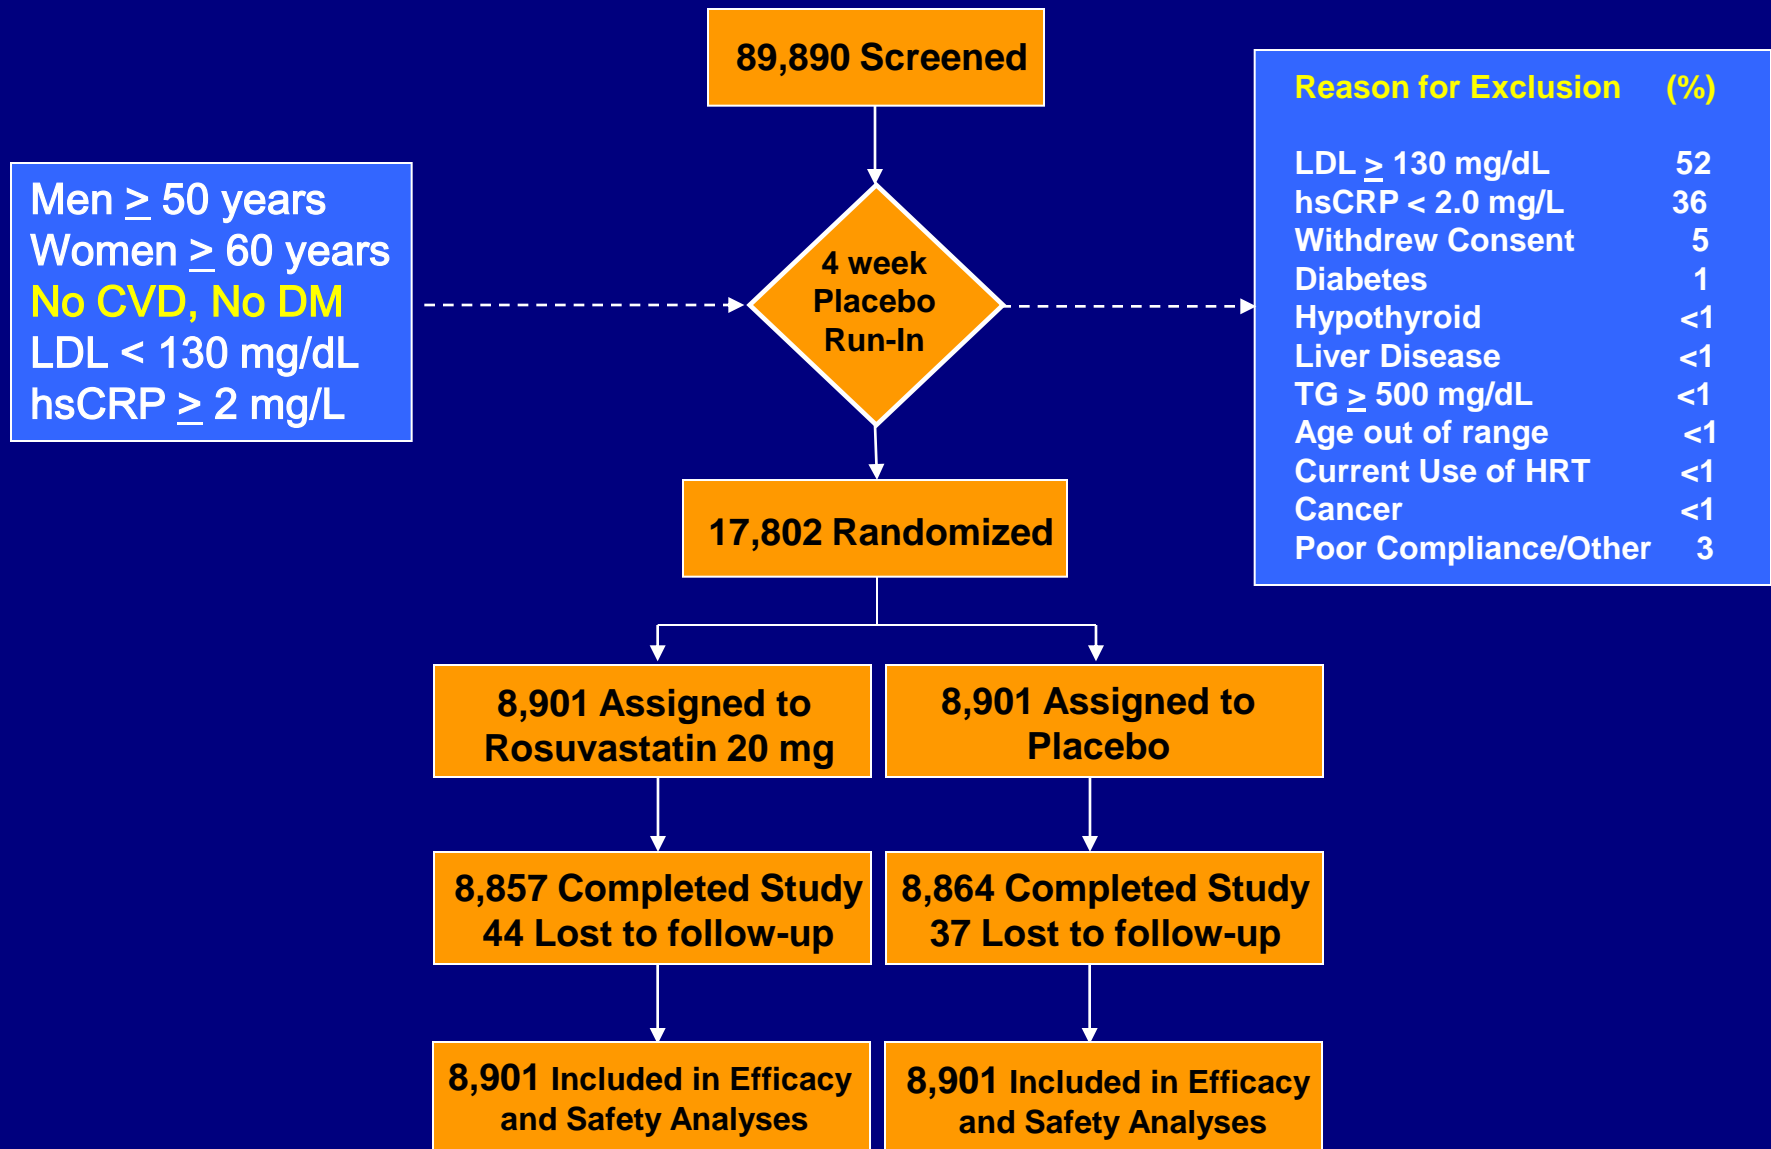 89,890 Screened
Reason for Exclusion (%)
LDL ≥ 130 mg/dL 52
hsCRP < 2.0 mg/L 36
Withdrew Consent 5
Diabetes 1
Hypothyroid <1
Liver Disease <1
TG ≥ 500 mg/dL <1
Age out of range <1
Current Use of HRT <1
Cancer <1
Poor Compliance/Other 3
Men ≥ 50 years
Women ≥ 60 years
No CVD, No DM
LDL < 130 mg/dL
hsCRP ≥ 2 mg/L
4 week
Placebo
Run-In
17,802 Randomized
8,901 Assigned to
Rosuvastatin 20 mg
8,901 Assigned to
Placebo
8,857 Completed Study
44 Lost to follow-up
8,864 Completed Study
37 Lost to follow-up
8,901 Included in Efficacy
and Safety Analyses
8,901 Included in Efficacy
and Safety Analyses